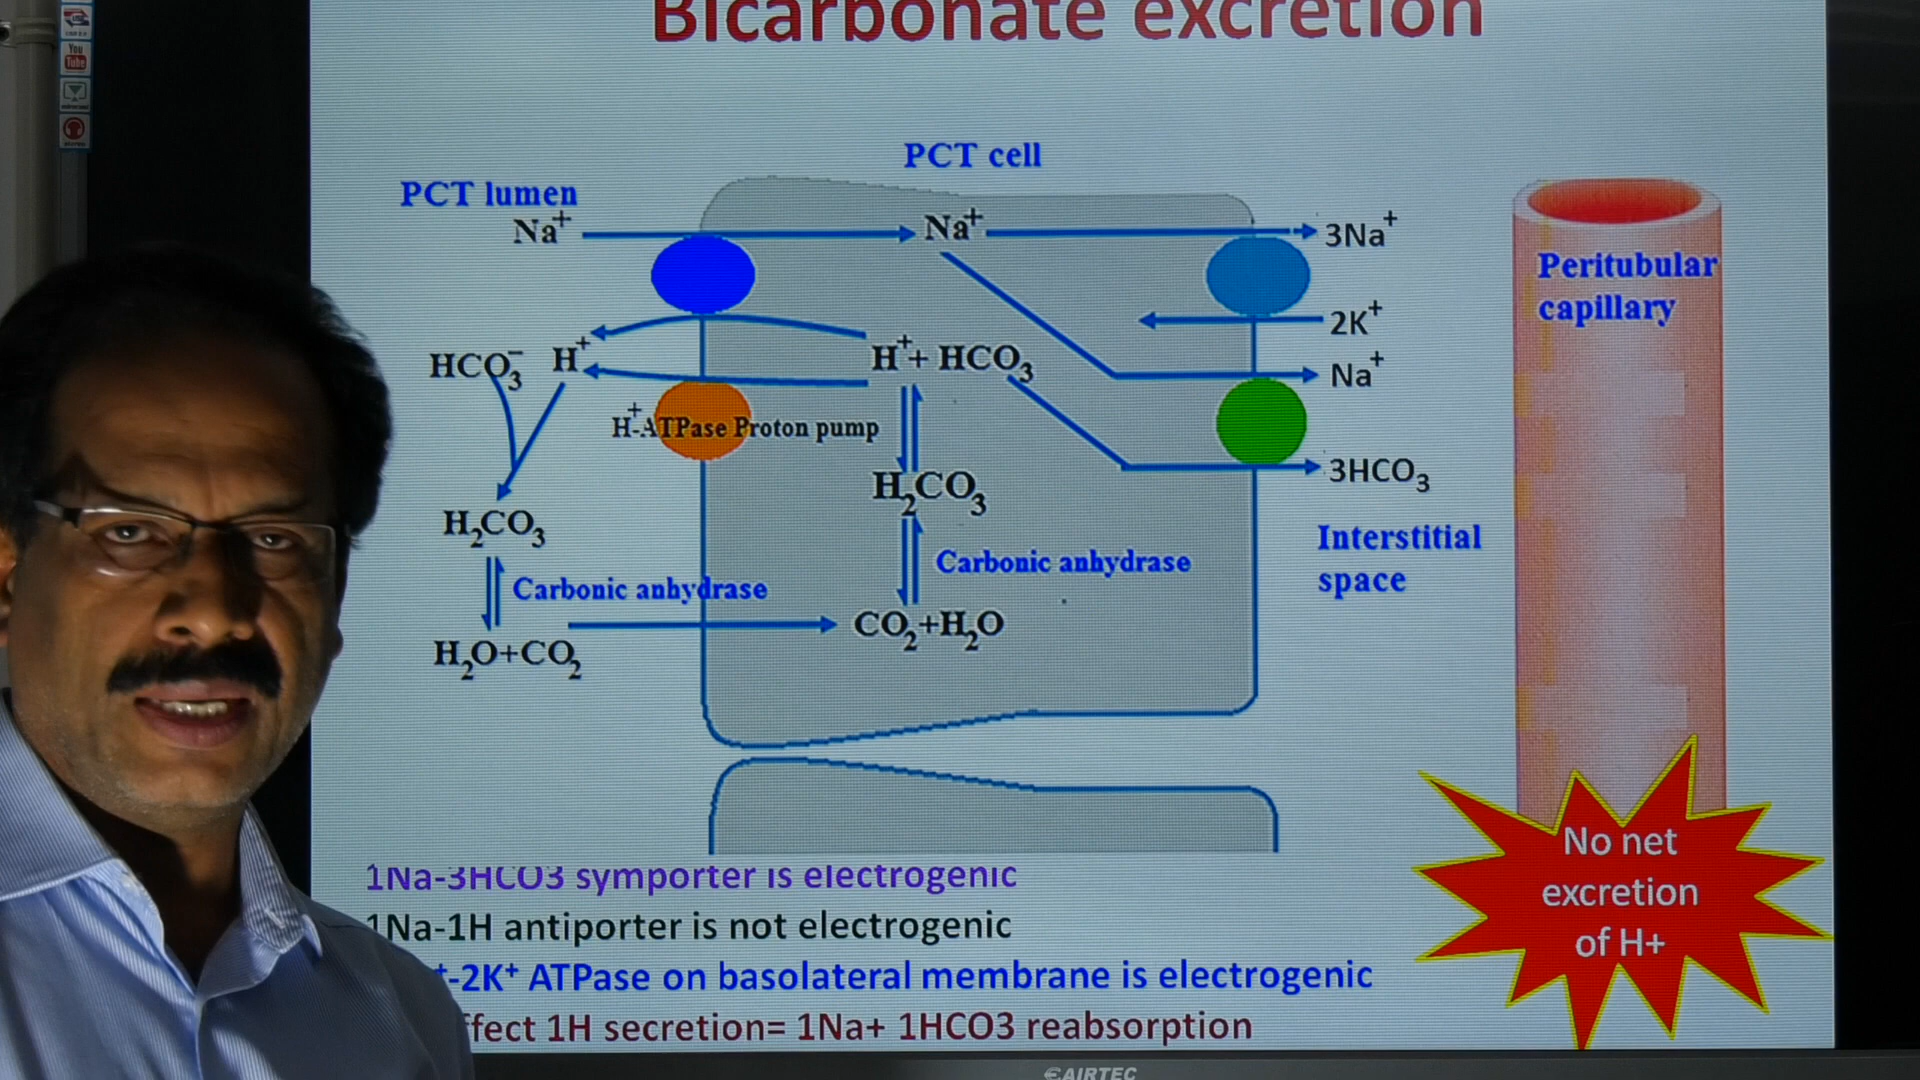 Bicarbonate excretion
You
Tube
PCT cell
PCT lumen
Na⁺
Na⁺
3Na⁺
Peritubular
capillary
2K⁺
HCO₃⁻ H⁺
H⁺+ HCO₃
Na⁺
H⁺-ATPase Proton pump
3HCO₃
H₂CO₃
H₂CO₃
Interstitial
space
Carbonic anhydrase
Carbonic anhydrase
CO₂+H₂O
H₂O+CO₂
No net
excretion
of H+
1Na-3HCO3 symporter is electrogenic
1Na-1H antiporter is not electrogenic
⁺-2K⁺ ATPase on basolateral membrane is electrogenic
ffect 1H secretion= 1Na+ 1HCO3 reabsorption
AIRTEC